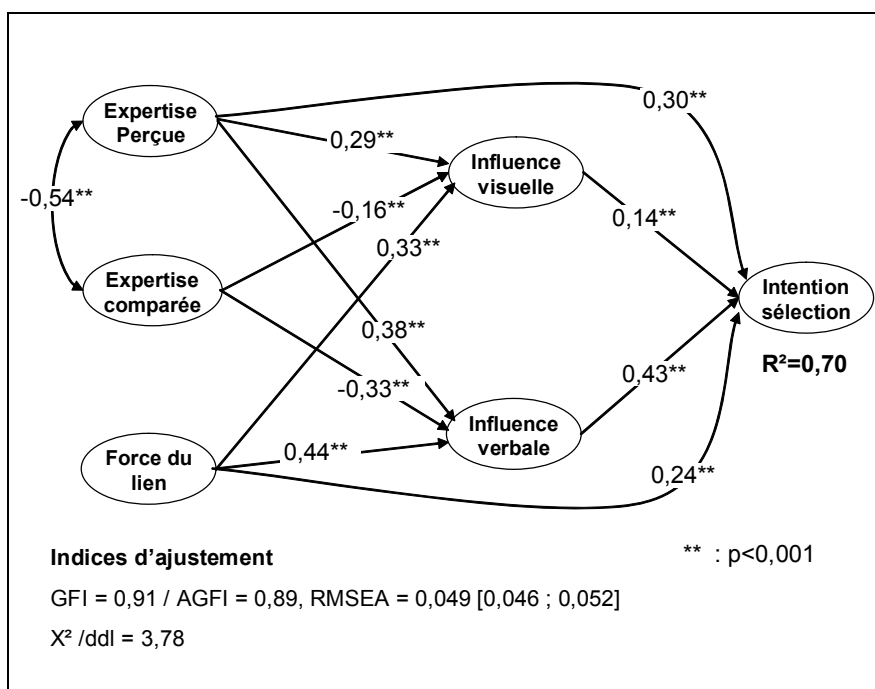 Expertise
Perçue
0,30**
0,29**
Influence
visuelle
-0,54**
-0,16**
0,14**
0,33**
Expertise
comparée
Intention
sélection
0,38**
R²=0,70
-0,33**
0,43**
Influence
verbale
0,44**
Force du
lien
0,24**
Indices d’ajustement
** : p<0,001
GFI = 0,91 / AGFI = 0,89, RMSEA = 0,049 [0,046 ; 0,052]
X² /ddl = 3,78